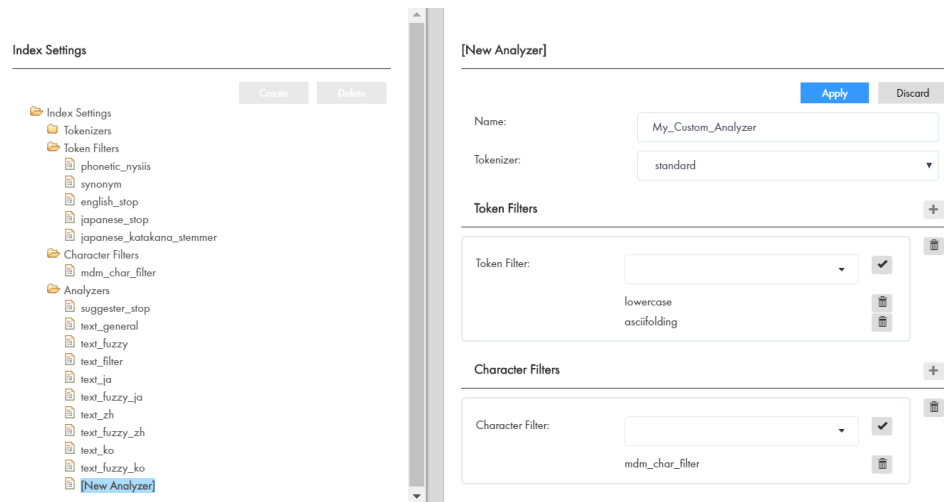 Index Settings
Create Delete
Index Settings
Tokenizers
Token Filters
phonetic_nysiis
synonym
english_stop
japanese_stop
japanese_katakana_stemmer
Character Filters
mdm_char_filter
Analyzers
suggester_stop
text_general
text_fuzzy
text_filter
text_ja
text_fuzzy_ja
text_zh
text_fuzzy_zh
text_ko
text_fuzzy_ko
[New Analyzer]
[New Analyzer]
Apply Discard
Name: My_Custom_Analyzer
Tokenizer: standard
Token Filters
Token Filter:
lowercase
asciifolding
Character Filters
Character Filter:
mdm_char_filter